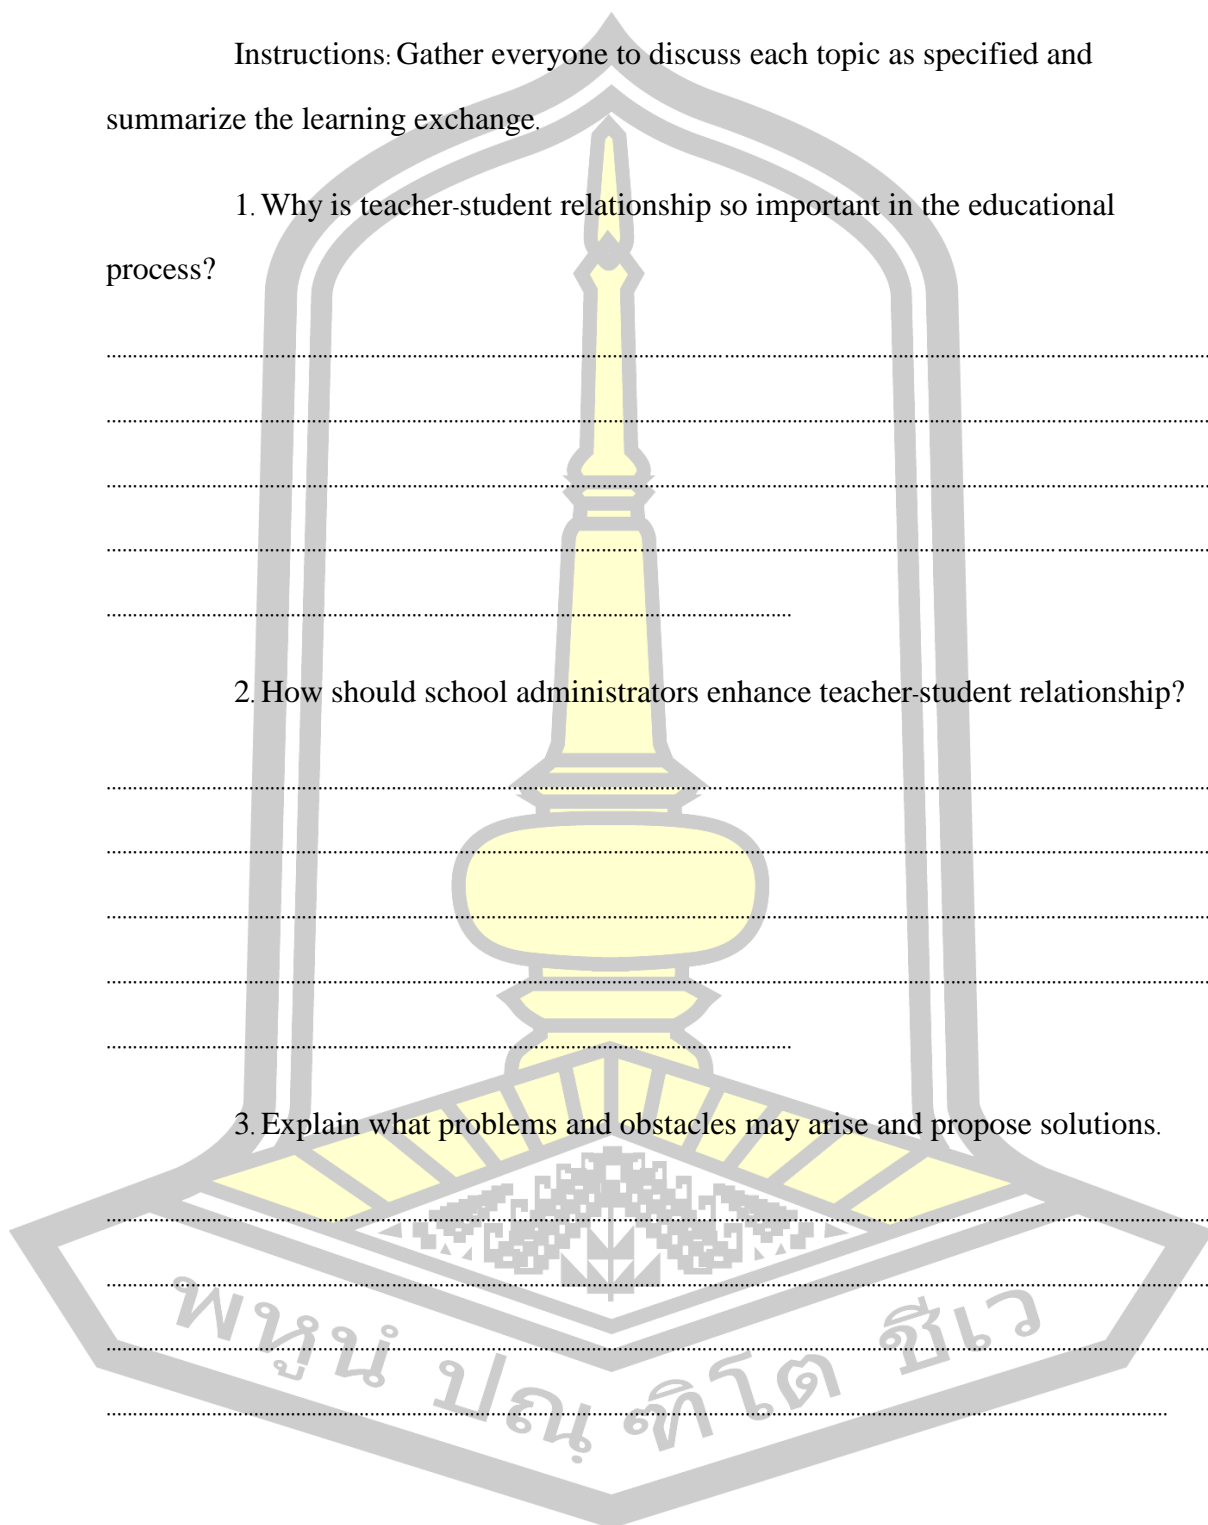 Instructions: Gather everyone to discuss each topic as specified and
summarize the learning exchange.
1. Why is teacher-student relationship so important in the educational
process?
2. How should school administrators enhance teacher-student relationship?
3. Explain what problems and obstacles may arise and propose solutions.
พหูนํ ปณฺฑิโต ชีเว